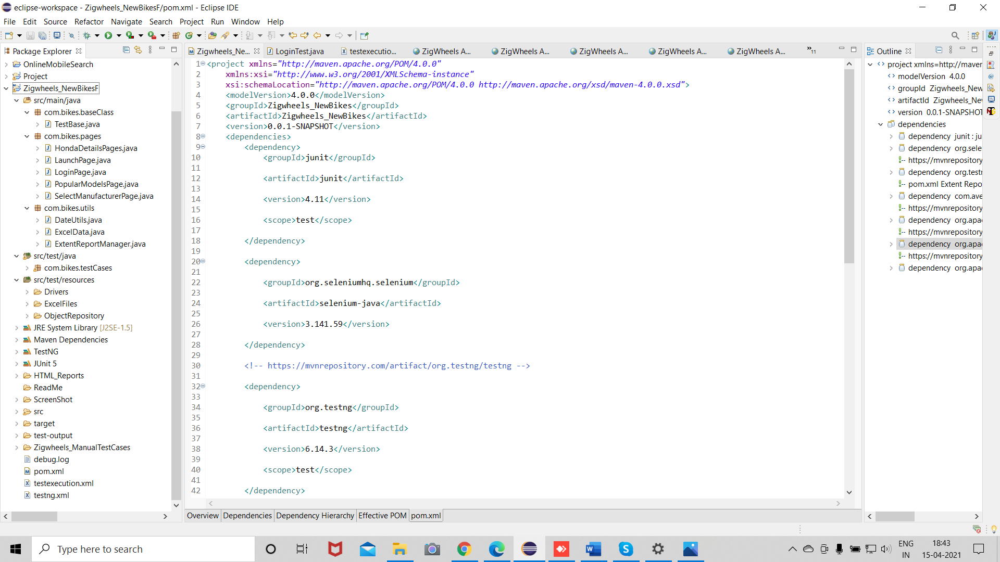 eclipse-workspace - Zigwheels_NewBikesF/pom.xml - Eclipse IDE
File Edit Source Refactor Navigate Search Project Run Window Help
Package Explorer
OnlineMobileSearch
Project
Zigwheels_NewBikesF
src/main/java
com.bikes.baseClass
TestBase.java
com.bikes.pages
HondaDetailsPages.java
LaunchPage.java
LoginPage.java
PopularModelsPage.java
SelectManufacturerPage.java
com.bikes.utils
DateUtils.java
ExcelData.java
ExtentReportManager.java
src/test/java
com.bikes.testCases
src/test/resources
Drivers
ExcelFiles
ObjectRepository
JRE System Library [J2SE-1.5]
Maven Dependencies
TestNG
JUnit 5
HTML_Reports
ReadMe
ScreenShot
src
target
test-output
Zigwheels_ManualTestCases
debug.log
pom.xml
testexecution.xml
testng.xml
Zigwheels_Ne... LoginTest.java testexecutio... ZigWheels A... ZigWheels A... ZigWheels A... ZigWheels A... ZigWheels A... »11
1 <project xmlns="http://maven.apache.org/POM/4.0.0"
2 xmlns:xsi="http://www.w3.org/2001/XMLSchema-instance"
3 xsi:schemaLocation="http://maven.apache.org/POM/4.0.0 http://maven.apache.org/xsd/maven-4.0.0.xsd">
4 <modelVersion>4.0.0</modelVersion>
5 <groupId>Zigwheels_NewBikes</groupId>
6 <artifactId>Zigwheels_NewBikes</artifactId>
7 <version>0.0.1-SNAPSHOT</version>
8 <dependencies>
9 <dependency>
10 <groupId>junit</groupId>
11
12 <artifactId>junit</artifactId>
13
14 <version>4.11</version>
15
16 <scope>test</scope>
17
18 </dependency>
19
20 <dependency>
21
22 <groupId>org.seleniumhq.selenium</groupId>
23
24 <artifactId>selenium-java</artifactId>
25
26 <version>3.141.59</version>
27
28 </dependency>
29
30 <!-- https://mvnrepository.com/artifact/org.testng/testng -->
31
32 <dependency>
33
34 <groupId>org.testng</groupId>
35
36 <artifactId>testng</artifactId>
37
38 <version>6.14.3</version>
39
40 <scope>test</scope>
41
42 </dependency>
Overview Dependencies Dependency Hierarchy Effective POM pom.xml
Outline
project xmlns=http://maven
modelVersion 4.0.0
groupId Zigwheels_New
artifactId Zigwheels_Ne
version 0.0.1-SNAPSHOT
dependencies
dependency junit : ju
dependency org.sele
https://mvnrepository
dependency org.testn
pom.xml Extent Repo
dependency com.ave
https://mvnrepository
dependency org.apac
https://mvnrepository
dependency org.apac
https://mvnrepository
dependency org.apac
Type here to search
ENG
IN
18:43
15-04-2021